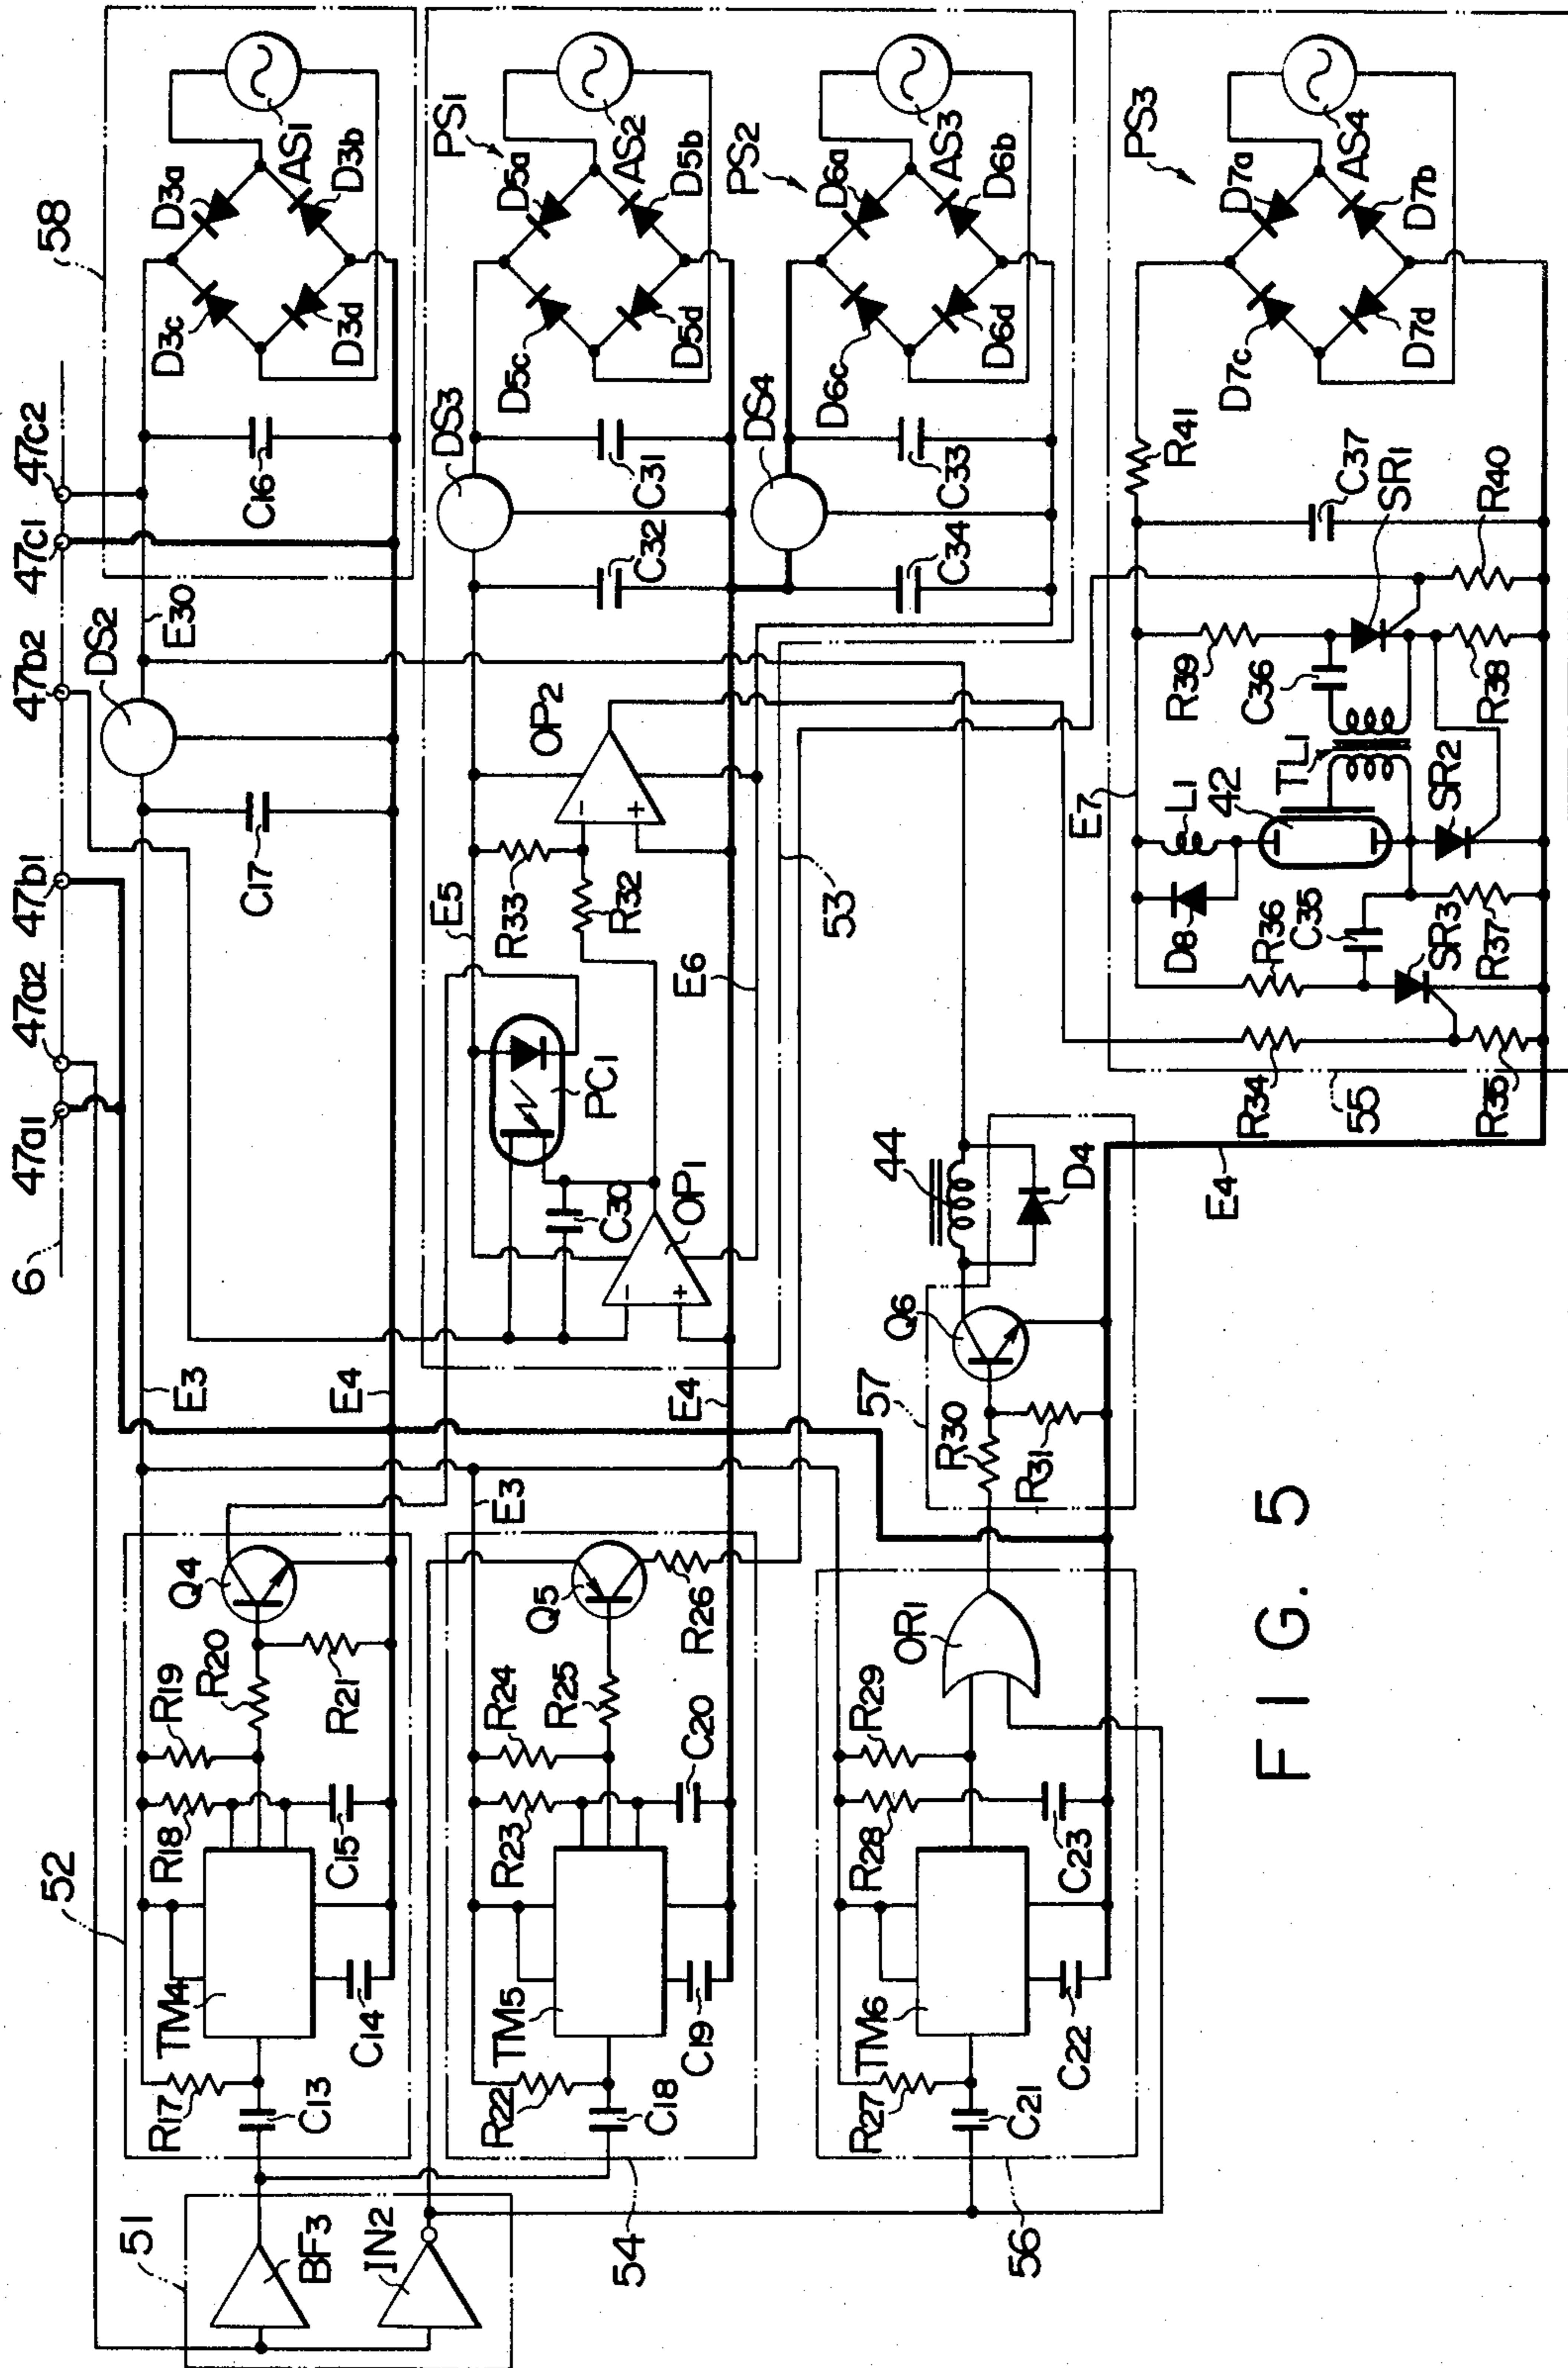 6
47a1
47a2
47b1
47b2
47c1
47c2
58
DS2
E30
D3a
D3c
AS1
D3b
D3d
C16
C17
E3
E4
52
R17
TM4
C13
C14
R18
R19
C15
R20
R21
Q4
51
BF3
IN2
PS1
DS3
D5a
D5c
AS2
D5b
D5d
C31
C32
PS2
DS4
D6a
D6c
AS3
D6b
D6d
C33
C34
E5
OP2
R33
R32
E6
53
PC1
C30
OP1
E4
E3
R22
TM5
C18
C19
R23
R24
R25
C20
Q5
R26
54
57
Q6
44
D4
R30
R31
E4
OR1
R27
TM6
C21
C22
R28
R29
C23
56
PS3
D7a
D7c
AS4
D7b
D7d
R41
C37
SR1
R40
R39
C36
R38
E7
L1
42
TL1
SR2
D8
R36
C35
SR3
R37
R34
55
R35
FIG. 5
- +
- +